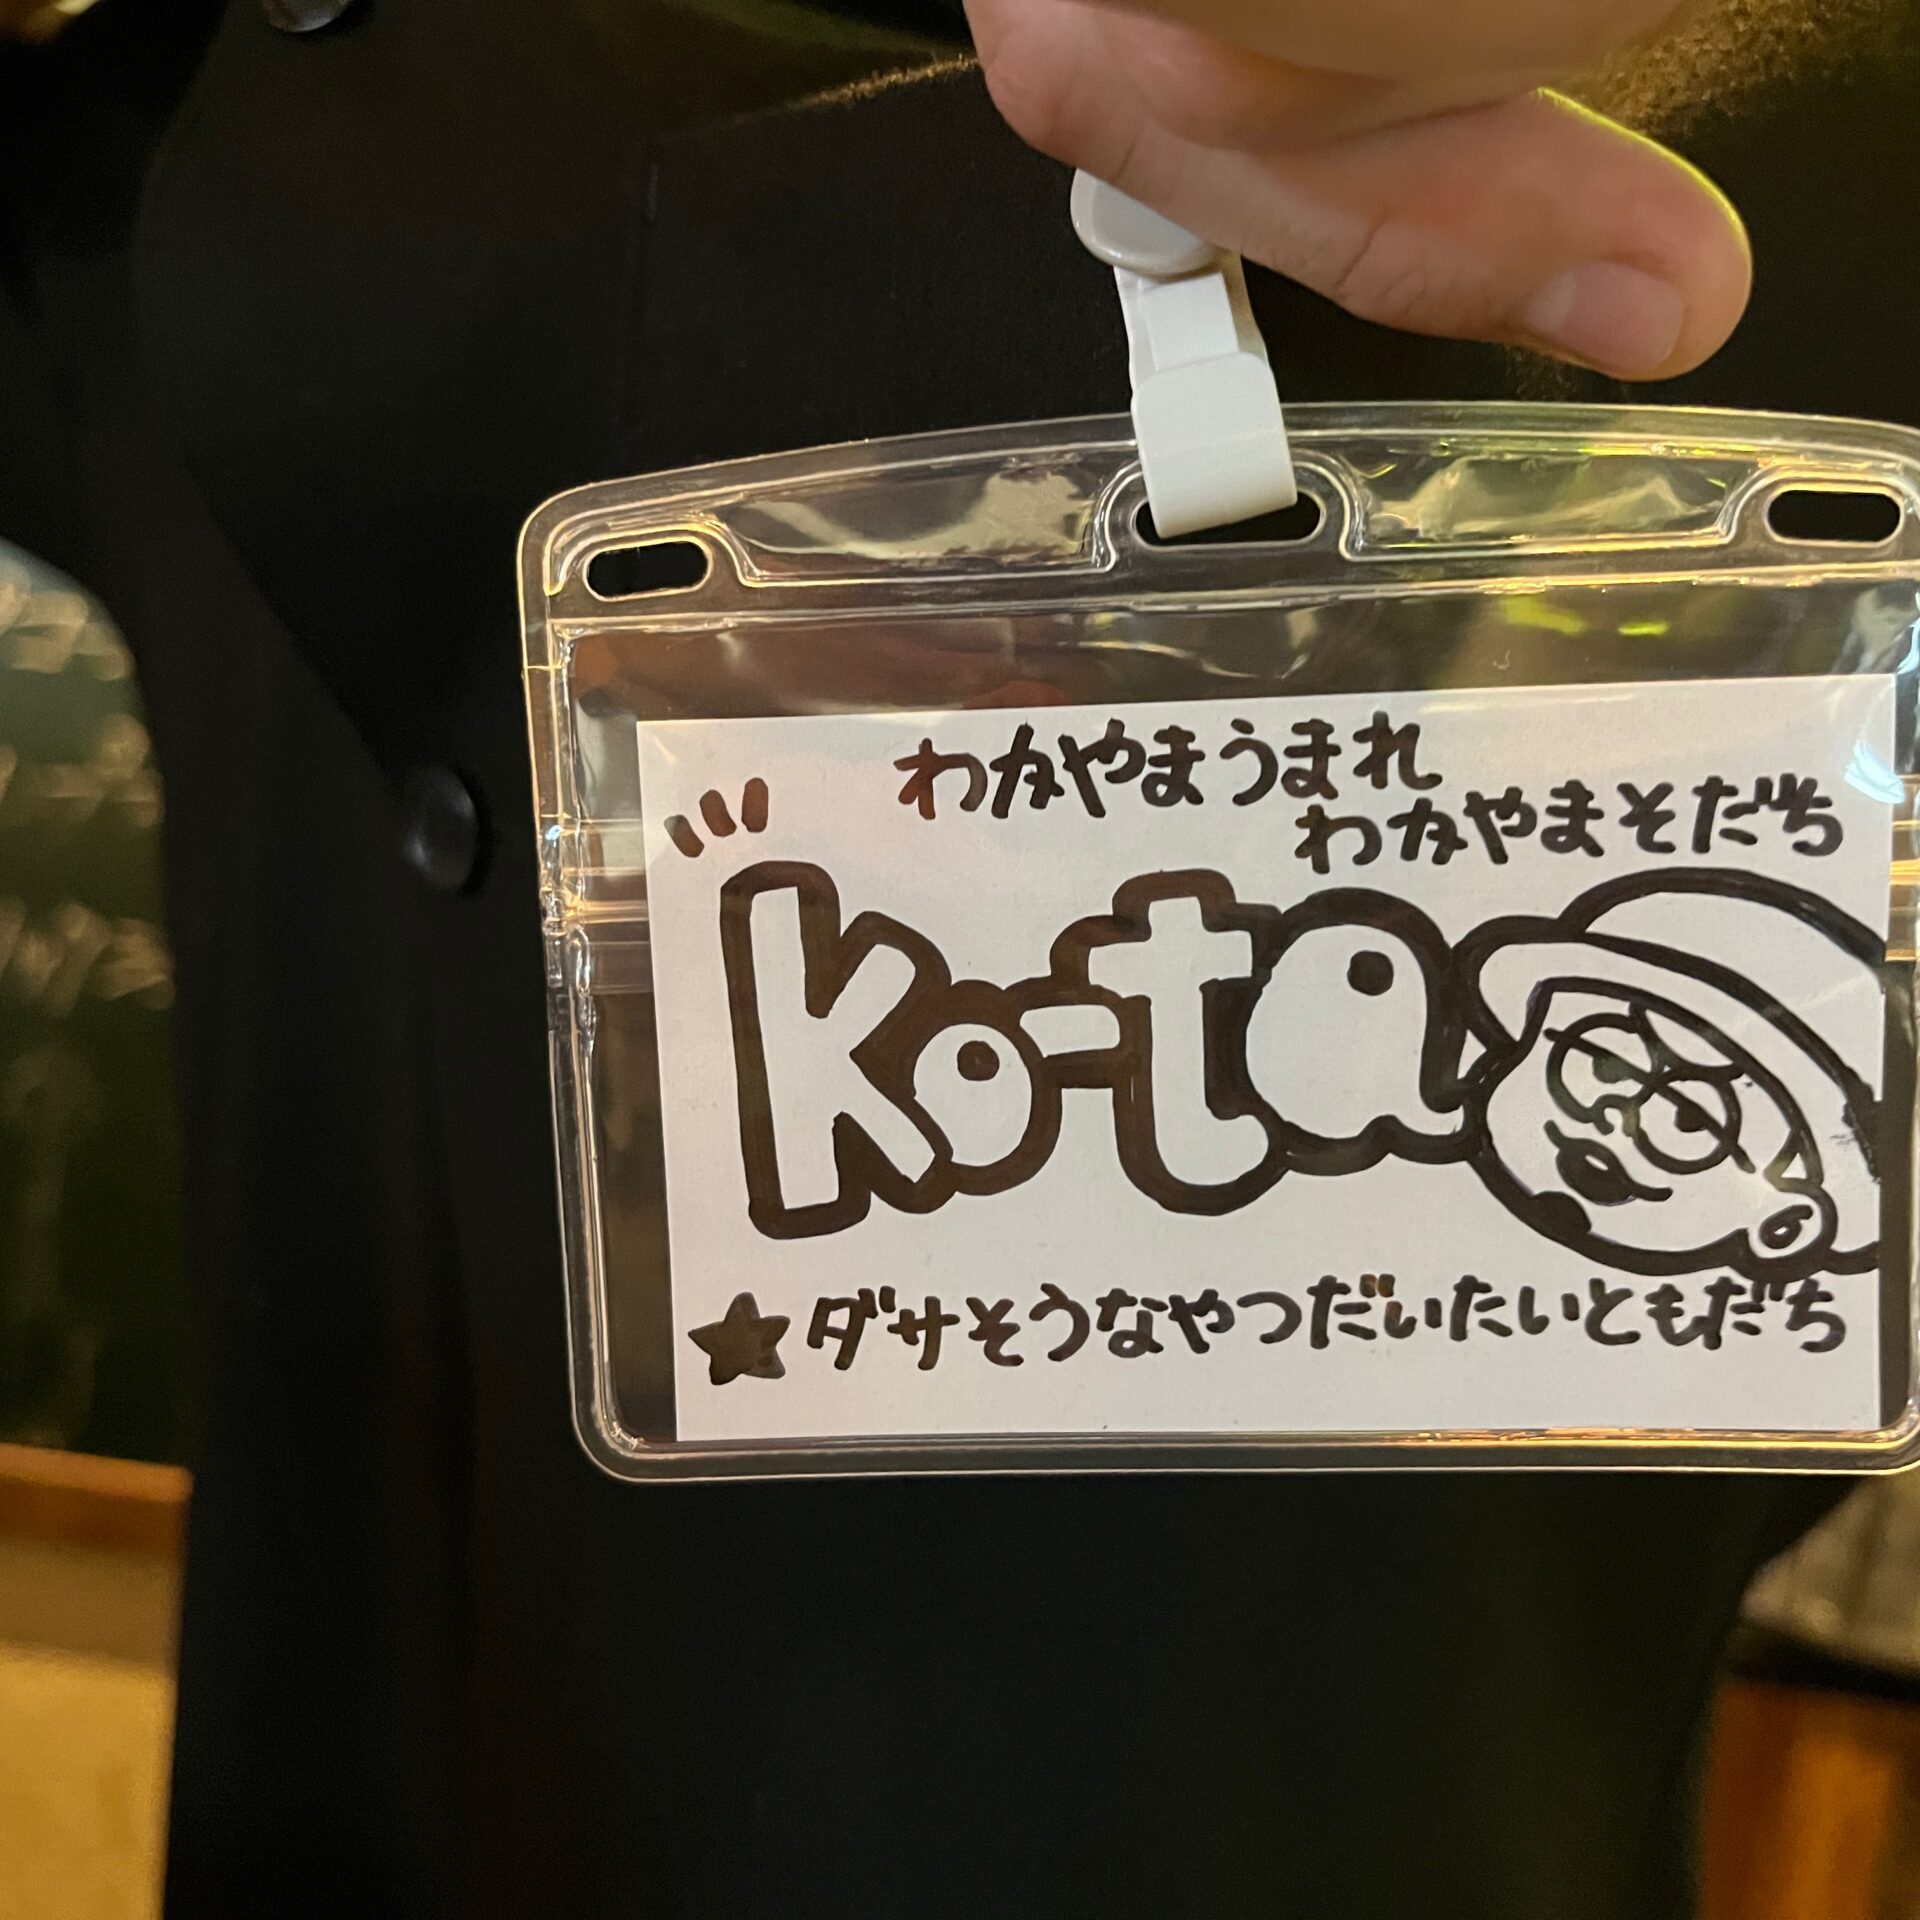 わかやまうまれ
わかやまそだち
ko-ta
★ダサそうなやつだいたいともだち